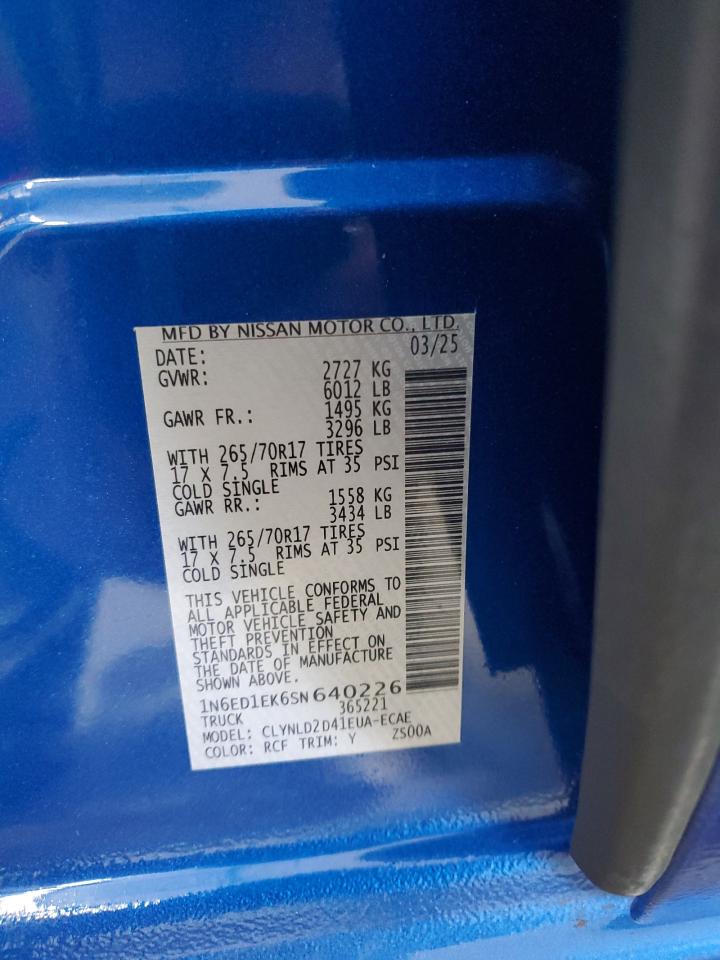 MFD BY NISSAN MOTOR CO., LTD.
DATE: 03/25
GVWR: 2727 KG
6012 LB
GAWR FR.: 1495 KG
3296 LB
WITH 265/70R17 TIRES
17 X 7.5 RIMS AT 35 PSI
COLD SINGLE
GAWR RR.: 1558 KG
3434 LB
WITH 265/70R17 TIRES
17 X 7.5 RIMS AT 35 PSI
COLD SINGLE
THIS VEHICLE CONFORMS TO
ALL APPLICABLE FEDERAL
MOTOR VEHICLE SAFETY AND
THEFT PREVENTION
STANDARDS IN EFFECT ON
THE DATE OF MANUFACTURE
SHOWN ABOVE.
1N6ED1EK6SN640226
TRUCK 365221
MODEL: CLYNLD2D41EUA-ECAE
COLOR: RCF TRIM: Y ZS00A